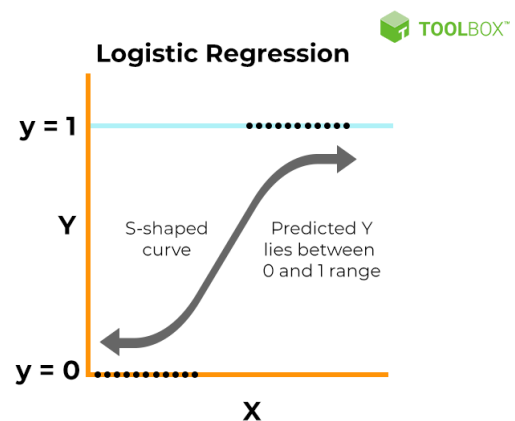 TOOLBOX™
Logistic Regression
y = 1
Y
S-shaped
curve
Predicted Y
lies between
0 and 1 range
y = 0
X